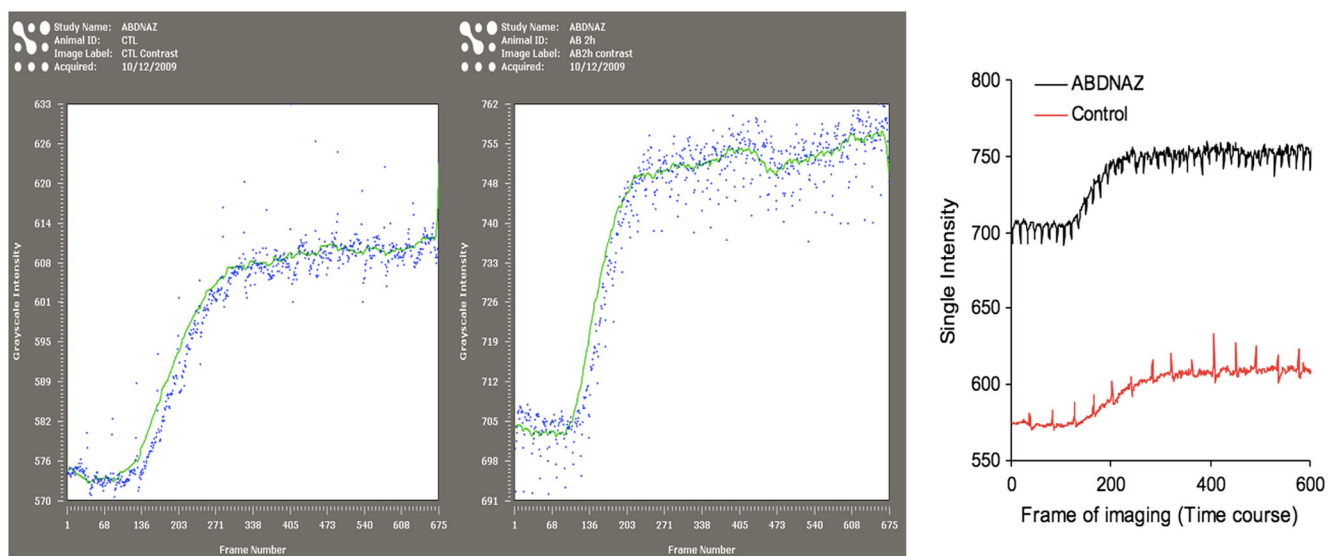 Study Name: ABDNAZ
Animal ID: CTL
Image Label: CTL Contrast
Acquired: 10/12/2009
633
626
620
614
608
601
595
589
582
576
570
Grayscale Intensity
1 68 136 203 271 338 405 473 540 608 675
Frame Number
Study Name: ABDNAZ
Animal ID: AB 2h
Image Label: AB2h contrast
Acquired: 10/12/2009
762
755
748
740
733
726
719
712
705
698
691
Grayscale Intensity
1 68 136 203 271 338 405 473 540 608 675
Frame Number
800
750
700
650
600
550
Single Intensity
ABDNAZ
Control
0 200 400 600
Frame of imaging (Time course)